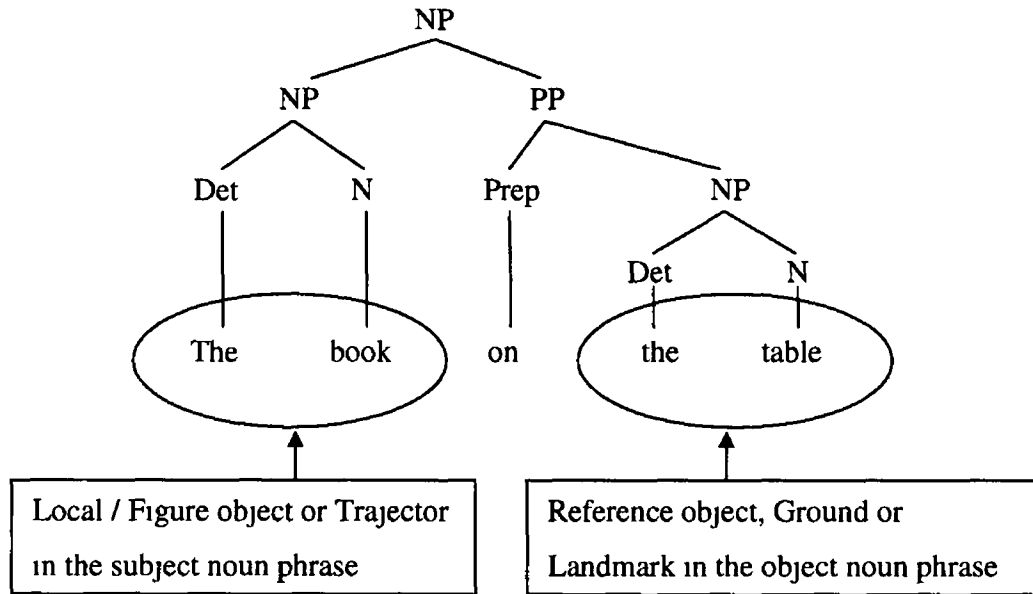 NP
NP PP
Det N Prep NP
Det N
The book on the table
Local / Figure object or Trajector
in the subject noun phrase
Reference object, Ground or
Landmark in the object noun phrase